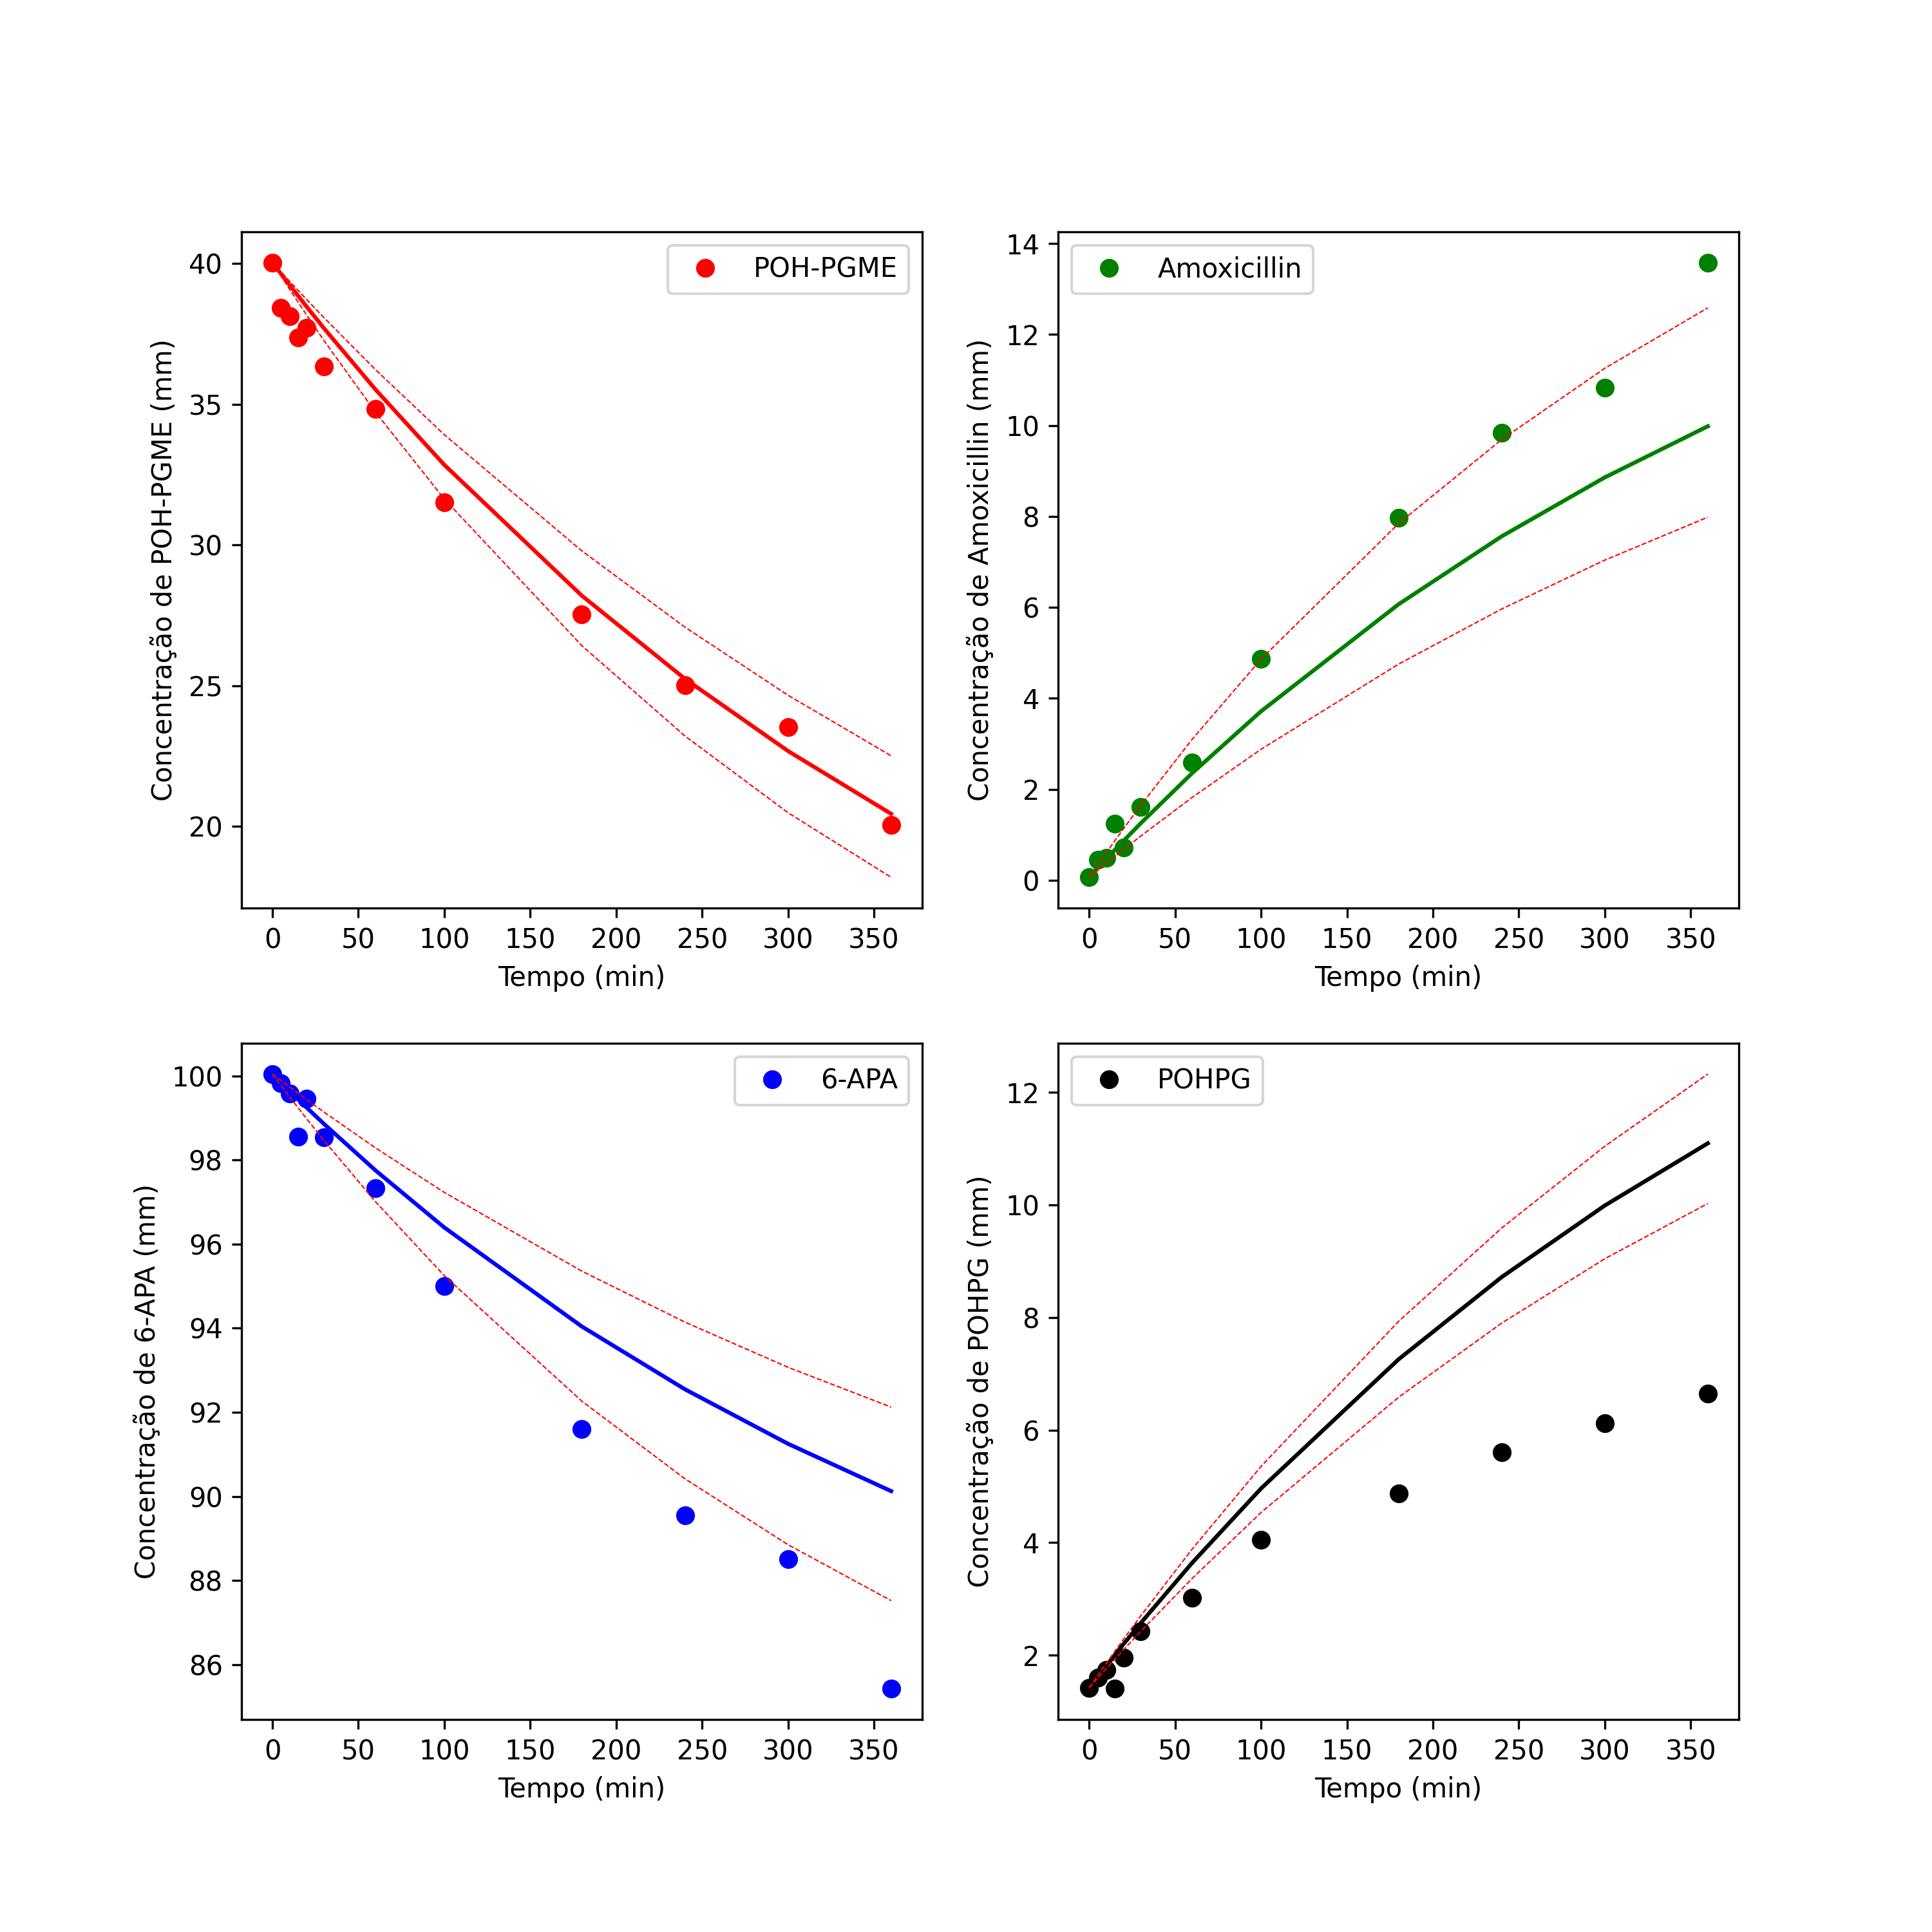 POH-PGME
Concentração de POH-PGME (mm)
40
35
30
25
20
0 50 100 150 200 250 300 350
Tempo (min)
Amoxicillin
Concentração de Amoxicillin (mm)
14
12
10
8
6
4
2
0
0 50 100 150 200 250 300 350
Tempo (min)
6-APA
Concentração de 6-APA (mm)
100
98
96
94
92
90
88
86
0 50 100 150 200 250 300 350
Tempo (min)
POHPG
Concentração de POHPG (mm)
12
10
8
6
4
2
0 50 100 150 200 250 300 350
Tempo (min)